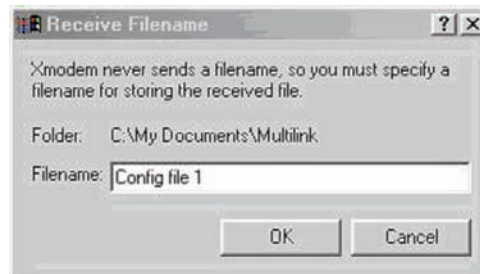 Receive Filename
Xmodem never sends a filename, so you must specify a
filename for storing the received file.
Folder: C:\My Documents\Multilink
Filename: Config file 1
OK Cancel